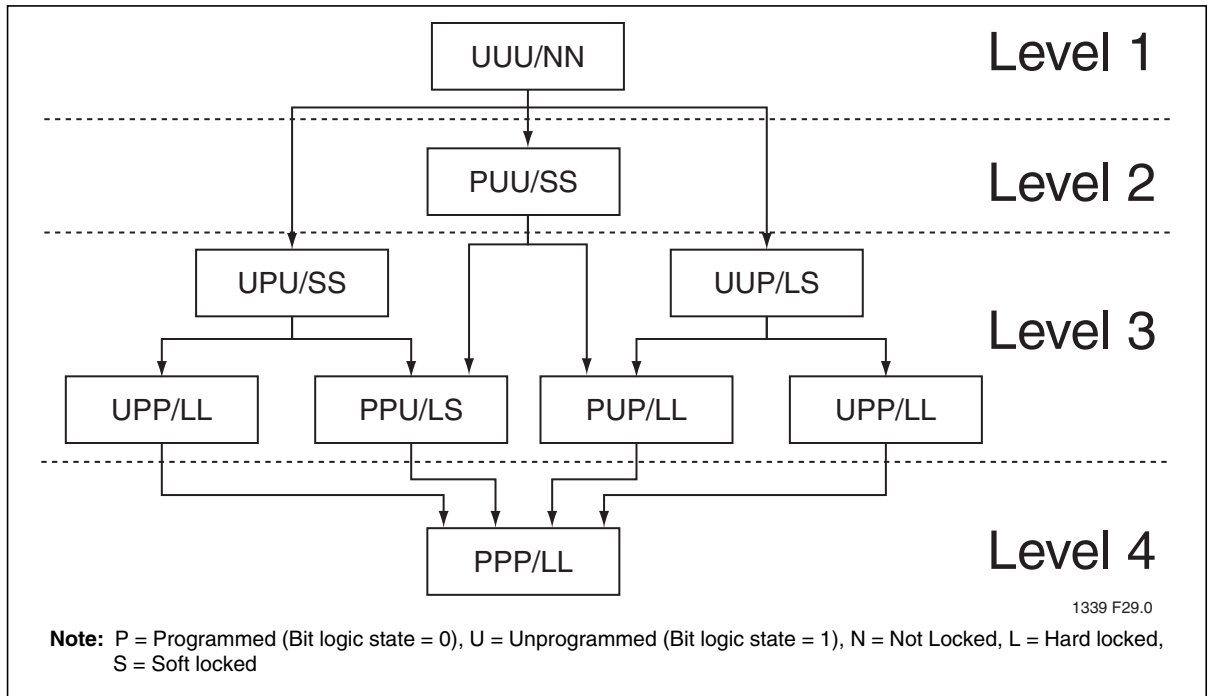 UUU/NN
Level 1
PUU/SS
Level 2
UPU/SS
UUP/LS
Level 3
UPP/LL
PPU/LS
PUP/LL
UPP/LL
PPP/LL
Level 4
1339 F29.0
Note: P = Programmed (Bit logic state = 0), U = Unprogrammed (Bit logic state = 1), N = Not Locked, L = Hard locked,
S = Soft locked